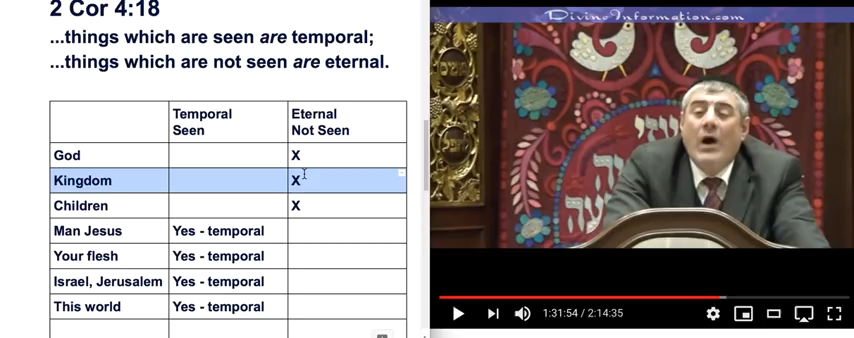 2 Cor 4:18
...things which are seen are temporal;
...things which are not seen are eternal.
Temporal Seen Eternal Not Seen
God X
Kingdom X
Children X
Man Jesus Yes - temporal
Your flesh Yes - temporal
Israel, Jerusalem Yes - temporal
This world Yes - temporal
DivineInformation.com
1:31:54 / 2:14:35